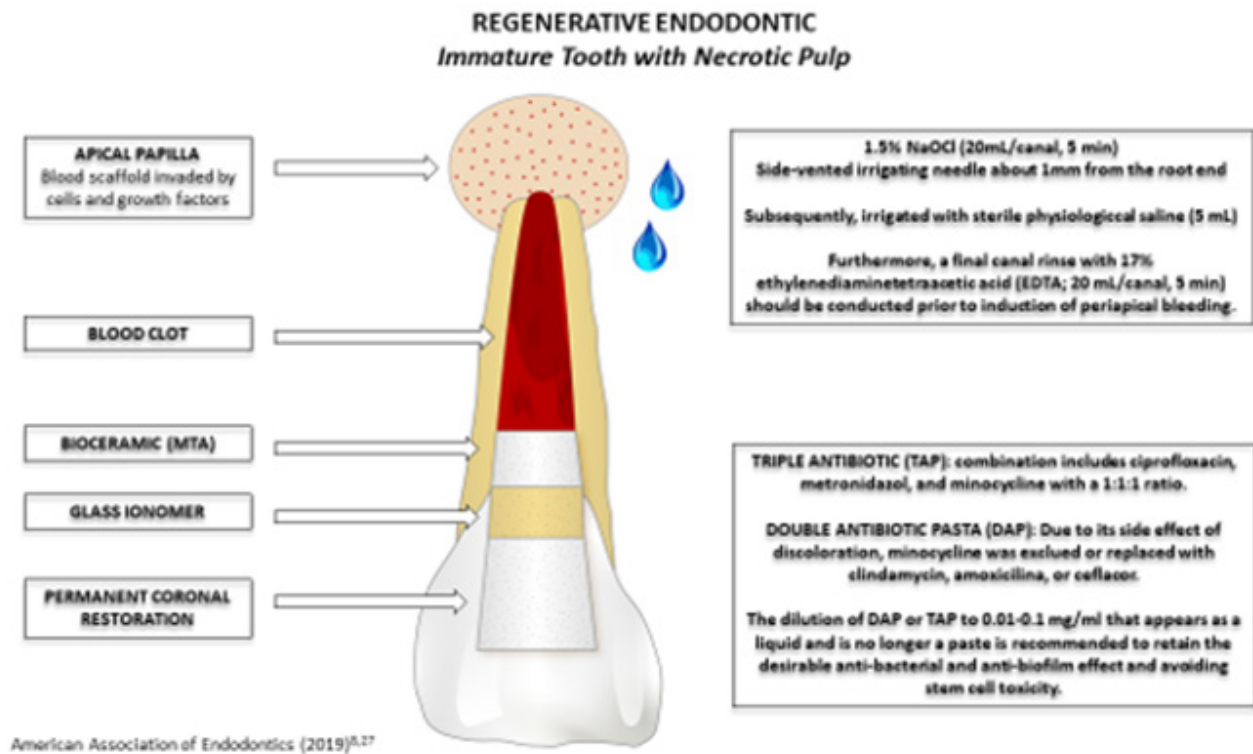 REGENERATIVE ENDODONTIC
Immature Tooth with Necrotic Pulp
APICAL PAPILLA
Blood scaffold invaded by
cells and growth factors
BLOOD CLOT
BIOCERAMIC (MTA)
GLASS IONOMER
PERMANENT CORONAL
RESTORATION
1.5% NaOCl (20mL/canal, 5 min)
Side-vented irrigating needle about 1mm from the root end
Subsequently, irrigated with sterile physiologiccal saline (5 mL)
Furthermore, a final canal rinse with 17%
ethylenediaminetetraacetic acid (EDTA; 20 mL/canal, 5 min)
should be conducted prior to induction of periapical bleeding.
TRIPLE ANTIBIOTIC (TAP): combination includes ciprofloxacin,
metronidazol, and minocycline with a 1:1:1 ratio.
DOUBLE ANTIBIOTIC PASTA (DAP): Due to its side effect of
discoloration, minocycline was exclued or replaced with
clindamycin, amoxicilina, or ceflacor.
The dilution of DAP or TAP to 0.01-0.1 mg/ml that appears as a
liquid and is no longer a paste is recommended to retain the
desirable anti-bacterial and anti-biofilm effect and avoiding
stem cell toxicity.
American Association of Endodontics (2019)8,27